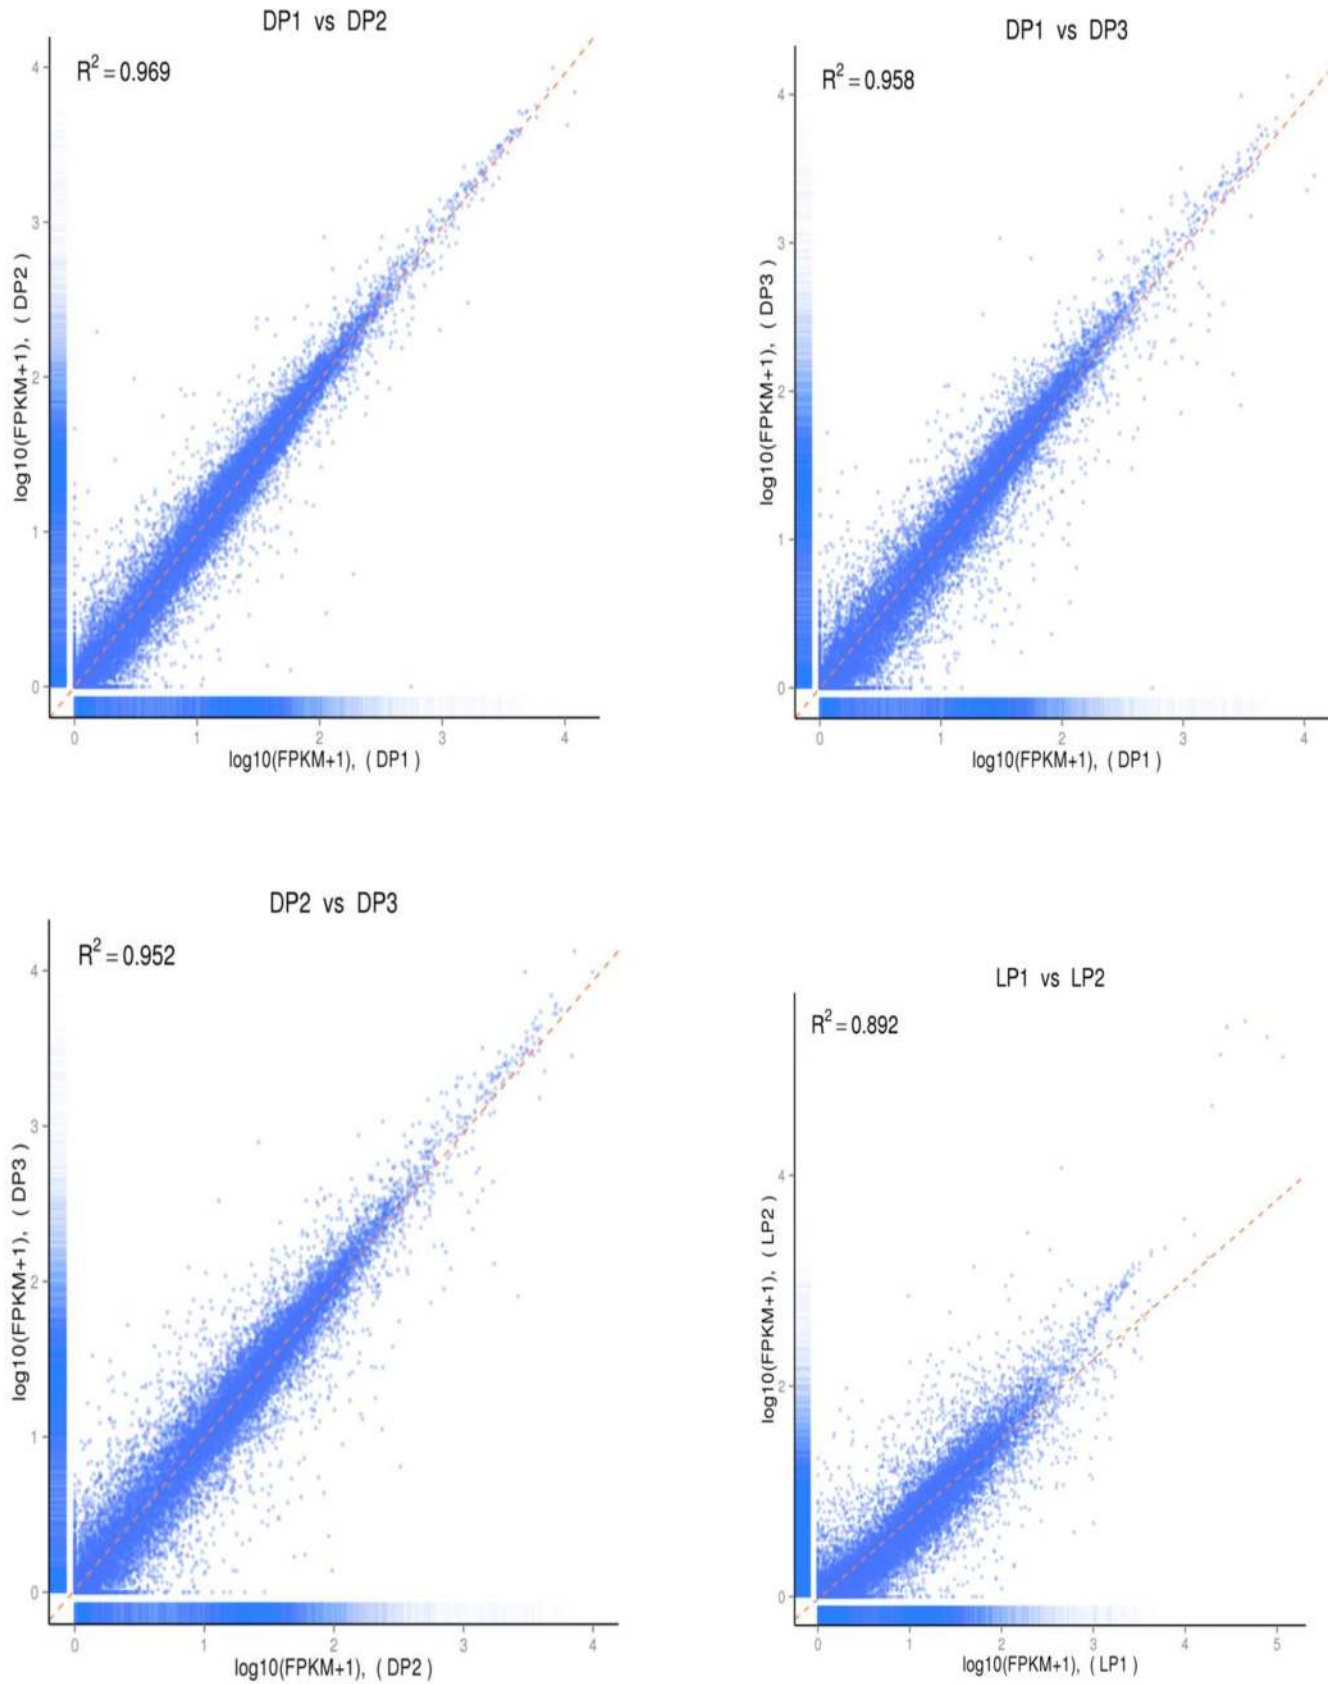 DP1 vs DP2
R² = 0.969
4
3
2
1
0
log10(FPKM+1), ( DP2 )
0 1 2 3 4
log10(FPKM+1), ( DP1 )
DP1 vs DP3
R² = 0.958
4
3
2
1
0
log10(FPKM+1), ( DP3 )
0 1 2 3 4
log10(FPKM+1), ( DP1 )
DP2 vs DP3
R² = 0.952
4
3
2
1
0
log10(FPKM+1), ( DP3 )
0 1 2 3 4
log10(FPKM+1), ( DP2 )
LP1 vs LP2
R² = 0.892
4
2
0
log10(FPKM+1), ( LP2 )
0 1 2 3 4 5
log10(FPKM+1), ( LP1 )